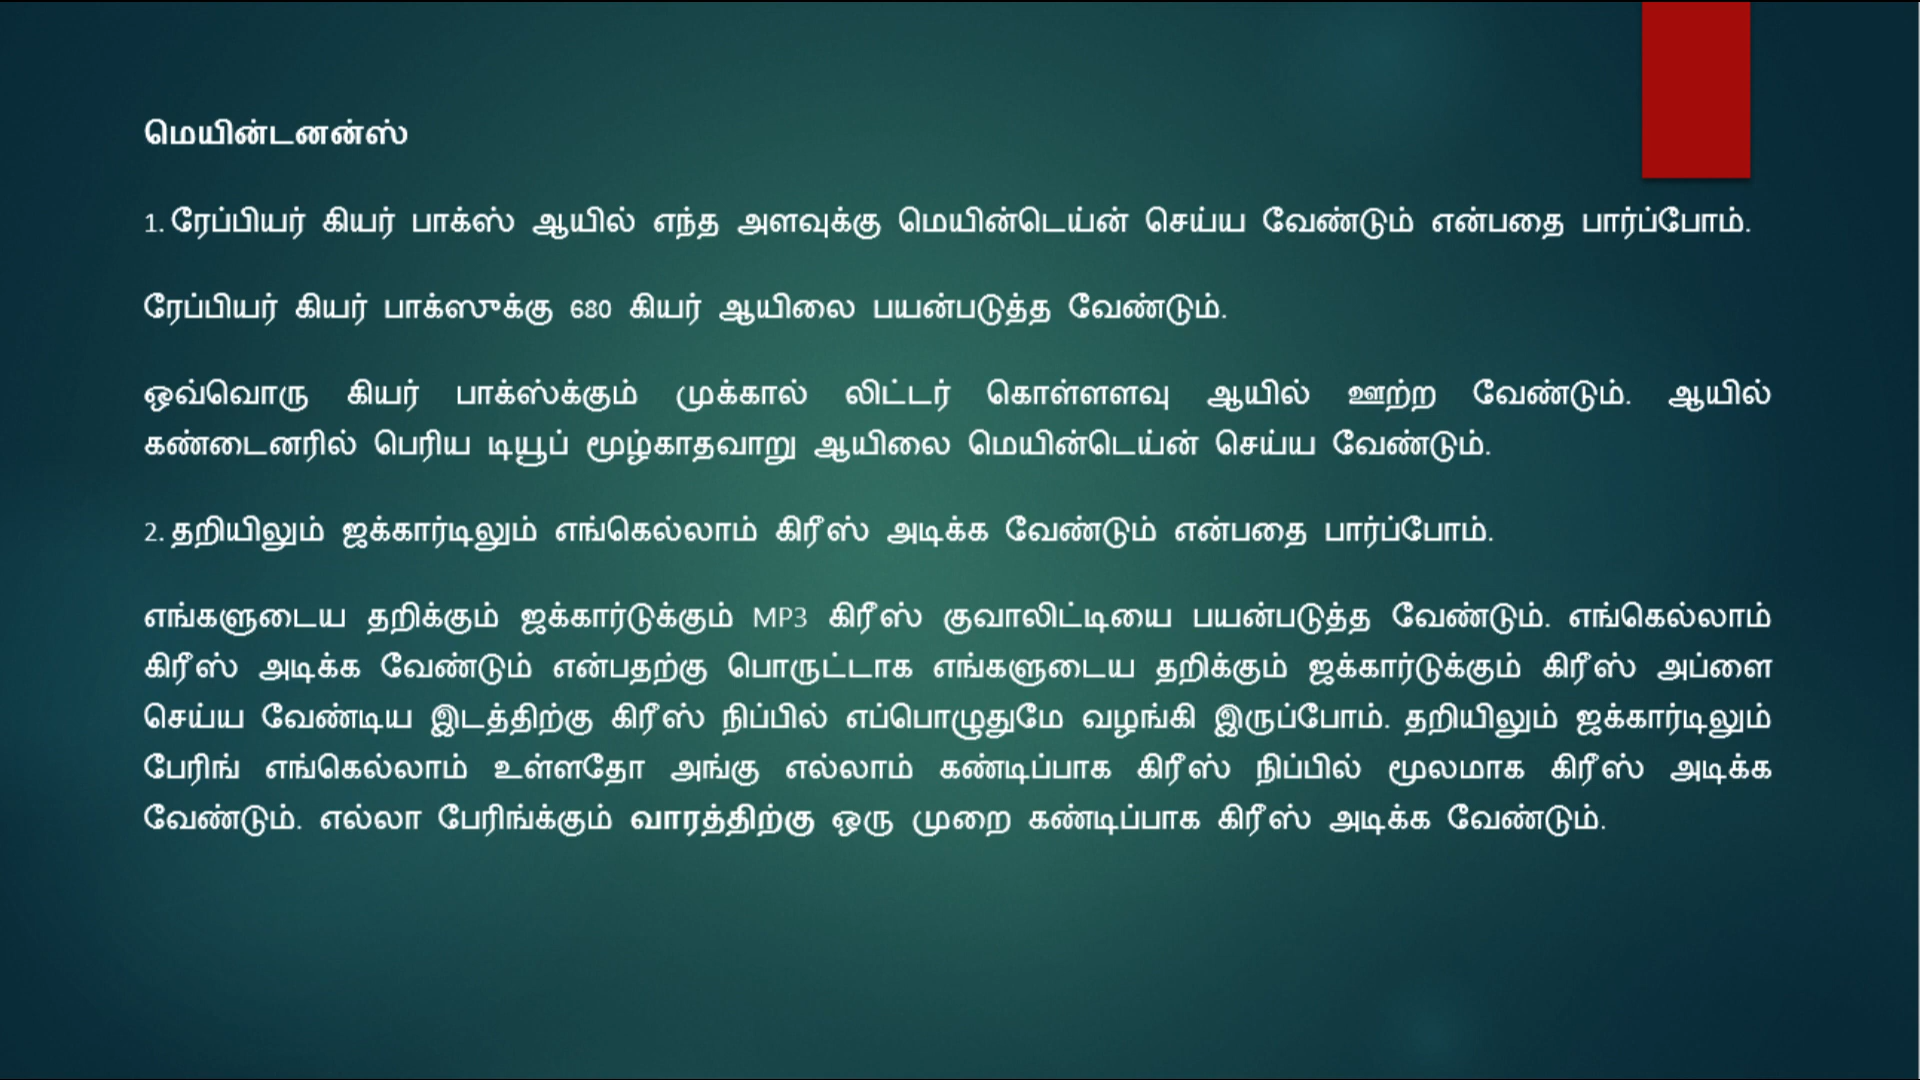 மெயின்டனன்ஸ்
1. ரேப்பியர் கியர் பாக்ஸ் ஆயில் எந்த அளவுக்கு மெயின்டெய்ன் செய்ய வேண்டும் என்பதை பார்ப்போம்.
ரேப்பியர் கியர் பாக்ஸுக்கு 680 கியர் ஆயிலை பயன்படுத்த வேண்டும்.
ஒவ்வொரு கியர் பாக்ஸ்க்கும் முக்கால் லிட்டர் கொள்ளளவு ஆயில் ஊற்ற வேண்டும். ஆயில்
கண்டைனரில் பெரிய டியூப் மூழ்காதவாறு ஆயிலை மெயின்டெய்ன் செய்ய வேண்டும்.
2. தறியிலும் ஜக்கார்டிலும் எங்கெல்லாம் கிரீஸ் அடிக்க வேண்டும் என்பதை பார்ப்போம்.
எங்களுடைய தறிக்கும் ஜக்கார்டுக்கும் MP3 கிரீஸ் குவாலிட்டியை பயன்படுத்த வேண்டும். எங்கெல்லாம்
கிரீஸ் அடிக்க வேண்டும் என்பதற்கு பொருட்டாக எங்களுடைய தறிக்கும் ஜக்கார்டுக்கும் கிரீஸ் அப்ளை
செய்ய வேண்டிய இடத்திற்கு கிரீஸ் நிப்பில் எப்பொழுதுமே வழங்கி இருப்போம். தறியிலும் ஜக்கார்டிலும்
பேரிங் எங்கெல்லாம் உள்ளதோ அங்கு எல்லாம் கண்டிப்பாக கிரீஸ் நிப்பில் மூலமாக கிரீஸ் அடிக்க
வேண்டும். எல்லா பேரிங்க்கும் வாரத்திற்கு ஒரு முறை கண்டிப்பாக கிரீஸ் அடிக்க வேண்டும்.